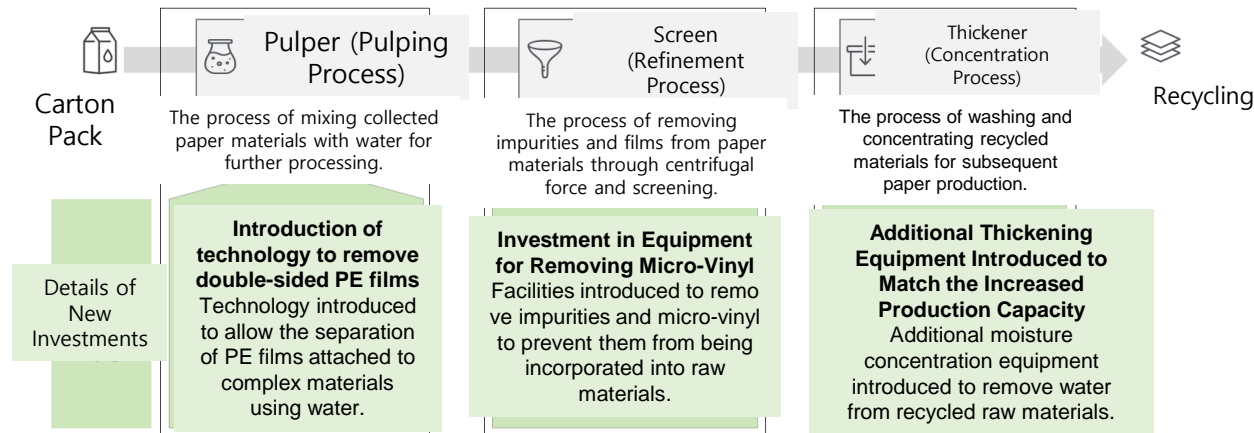 Carton
Pack
Pulper (Pulping
Process)
The process of mixing collected
paper materials with water for
further processing.
Screen
(Refinement
Process)
The process of removing
impurities and films from paper
materials through centrifugal
force and screening.
Thickener
(Concentration
Process)
The process of washing and
concentrating recycled
materials for subsequent
paper production.
Recycling
Details of
New
Investments
Introduction of
technology to remove
double-sided PE films
Technology introduced
to allow the separation
of PE films attached to
complex materials
using water.
Investment in Equipment
for Removing Micro-Vinyl
Facilities introduced to remo
ve impurities and micro-vinyl
to prevent them from being
incorporated into raw
materials.
Additional Thickening
Equipment Introduced to
Match the Increased
Production Capacity
Additional moisture
concentration equipment
introduced to remove water
from recycled raw materials.